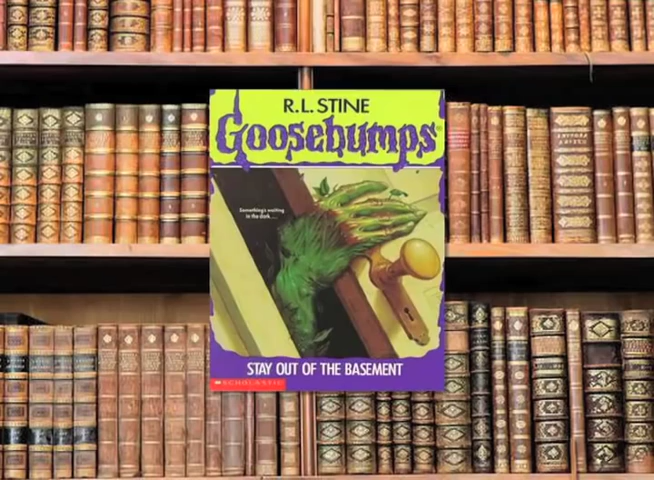 R.L. STINE
Goosebumps®
Something's waiting
in the dark....
STAY OUT OF THE BASEMENT
SCHOLASTIC